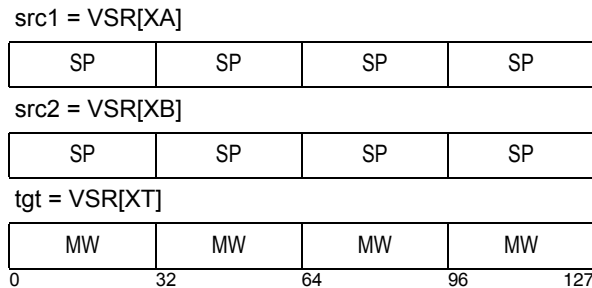 src1 = VSR[XA]
SP SP SP SP
src2 = VSR[XB]
SP SP SP SP
tgt = VSR[XT]
MW MW MW MW
0 32 64 96 127